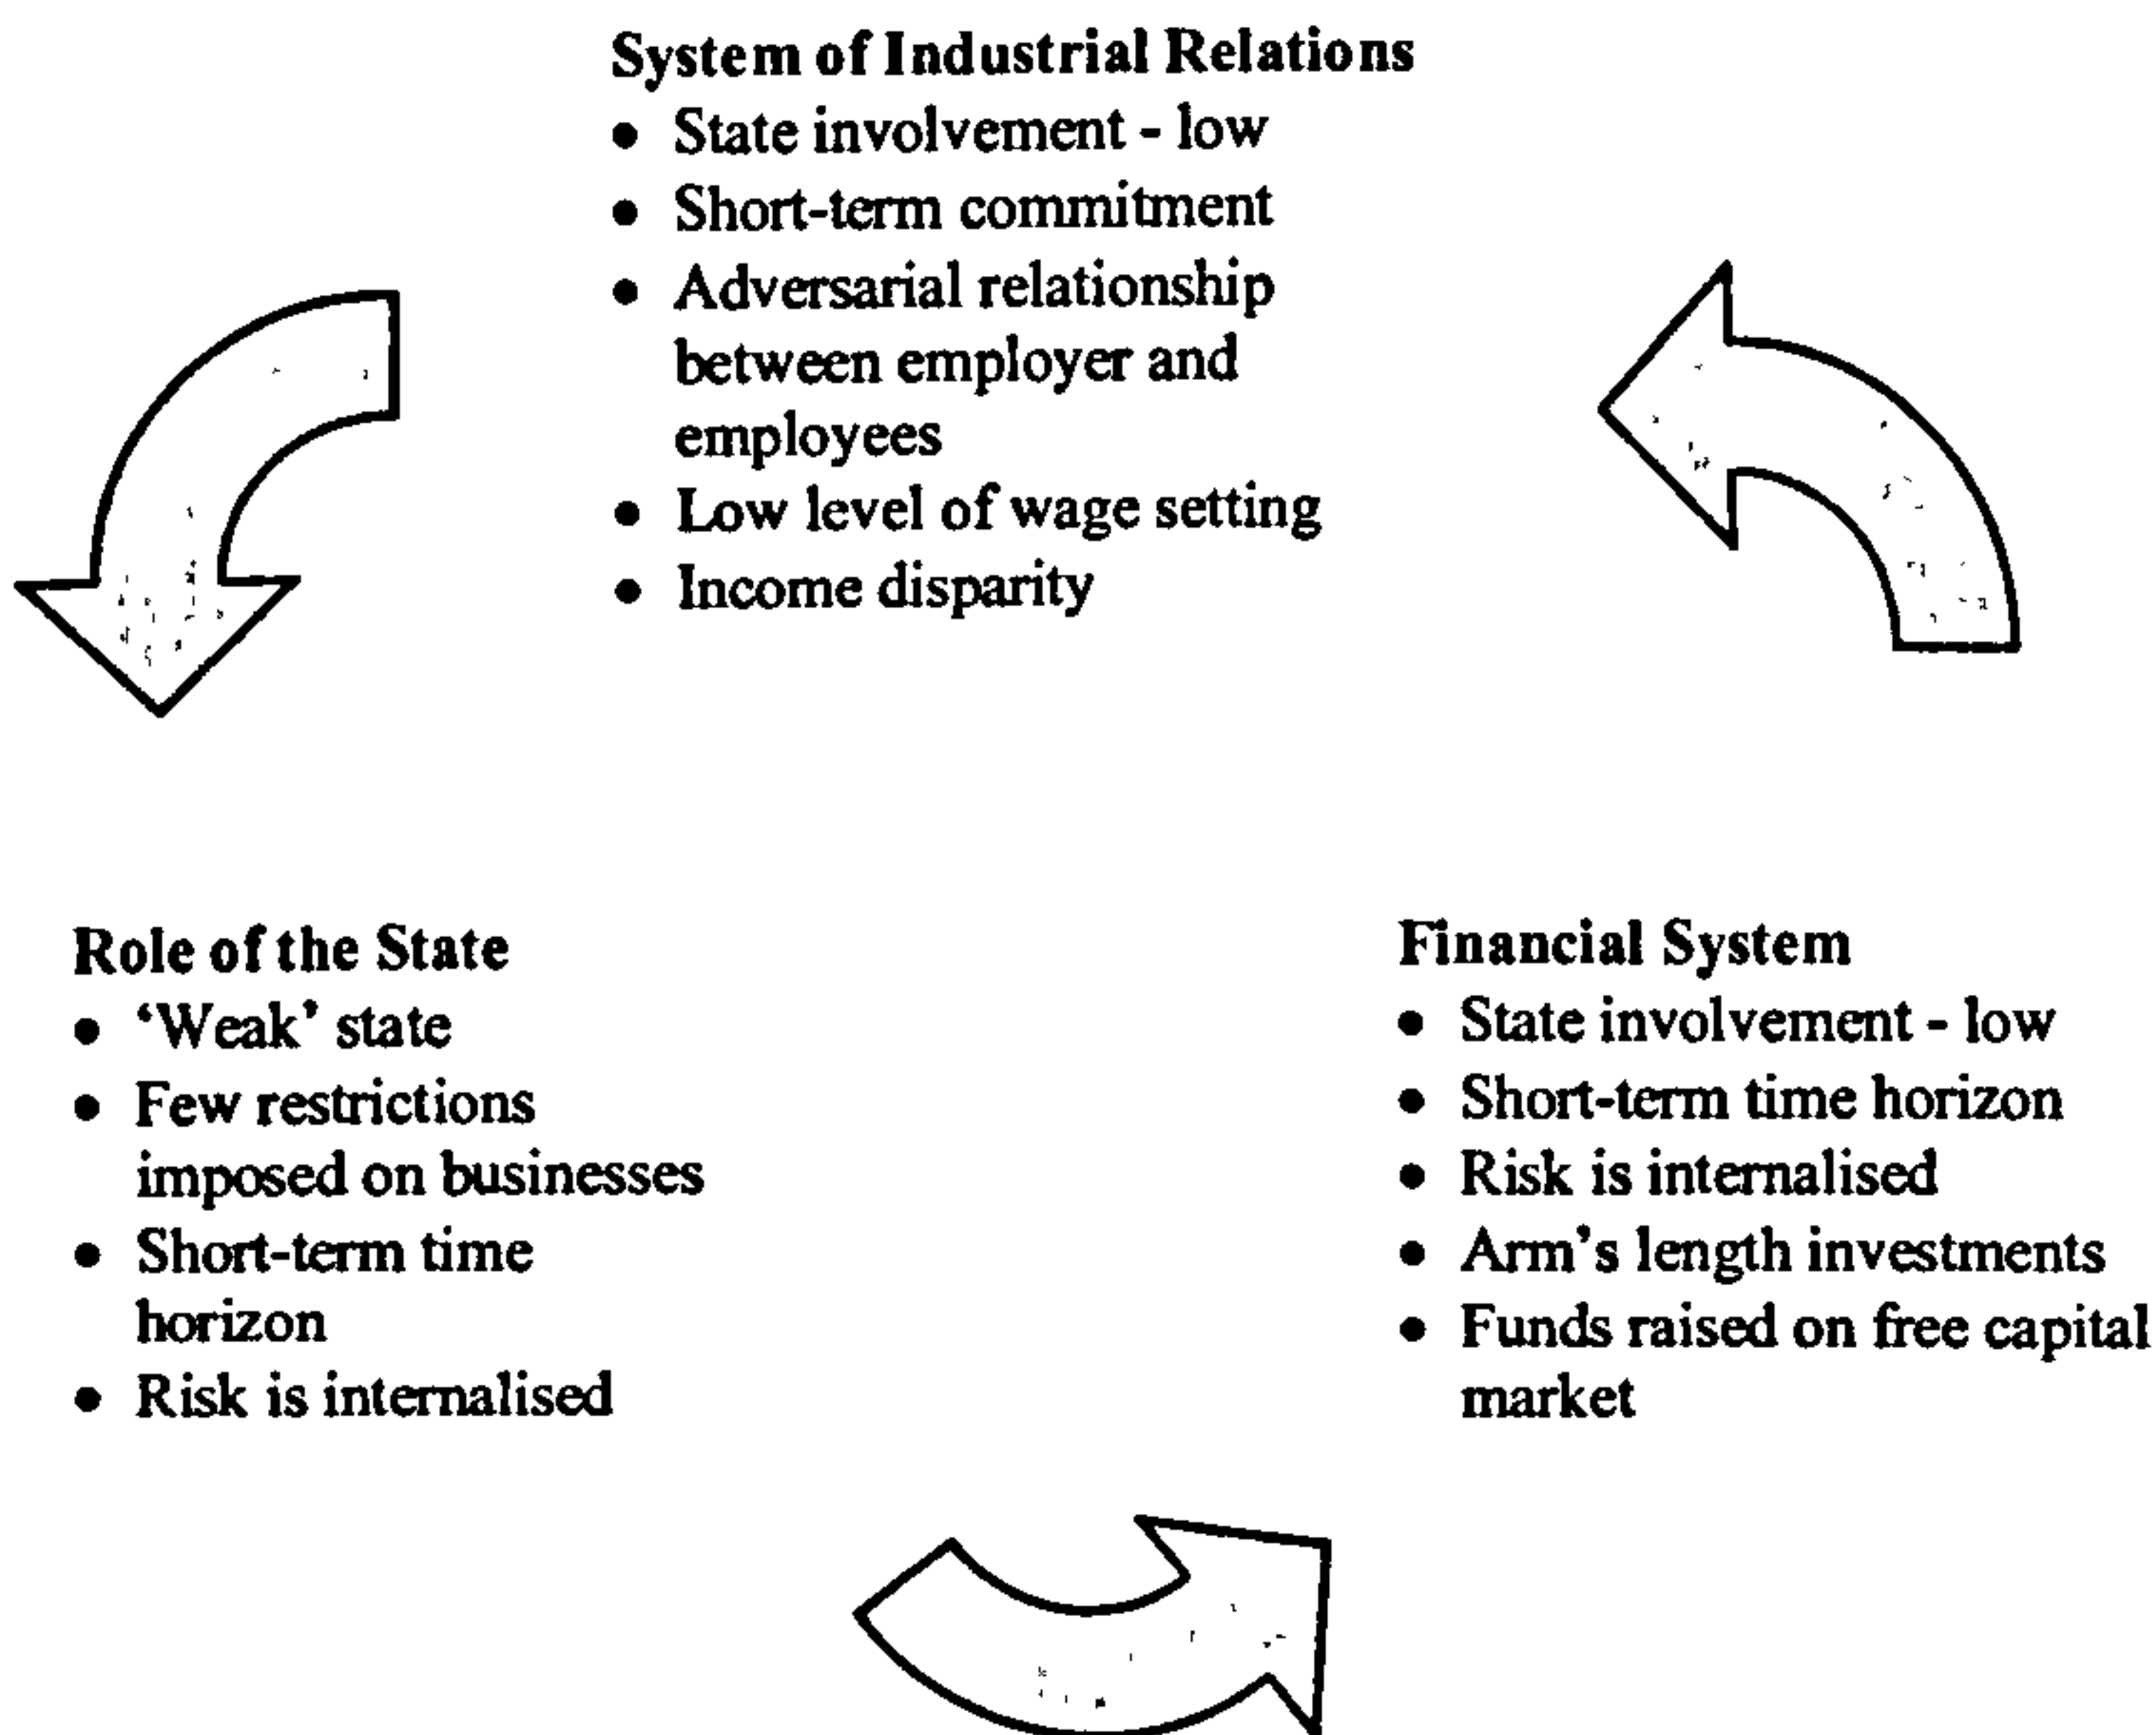 System of Industrial Relations
● State involvement - low
● Short-term commitment
● Adversarial relationship
between employer and
employees
● Low level of wage setting
● Income disparity
Role of the State
● ‘Weak’ state
● Few restrictions
imposed on businesses
● Short-term time
horizon
● Risk is internalised
Financial System
● State involvement - low
● Short-term time horizon
● Risk is internalised
● Arm’s length investments
● Funds raised on free capital
market